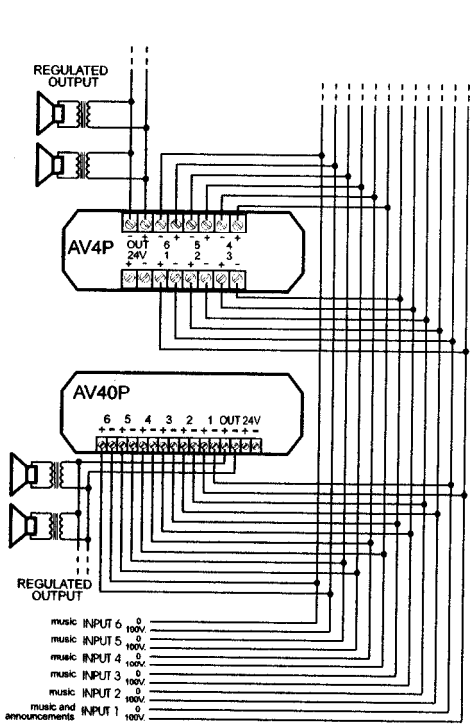 REGULATED
OUTPUT
AV4P
- + - + - + - +
OUT 6 5 4
24V 1 2 3
+ - + - + - + -
AV40P
6 5 4 3 2 1 OUT 24V
+ - + - + - + - + - + - + - + -
REGULATED
OUTPUT
music INPUT 6 0
100V.
music INPUT 5 0
100V.
music INPUT 4 0
100V.
music INPUT 3 0
100V.
music INPUT 2 0
100V.
music and
announcements INPUT 1 0
100V.